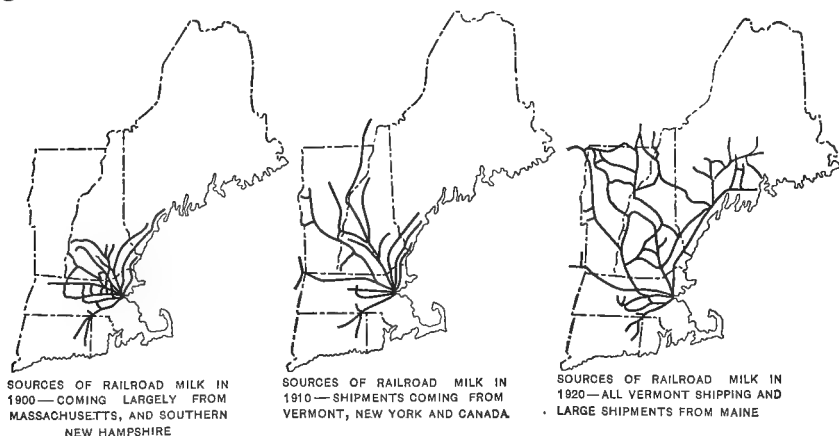 SOURCES OF RAILROAD MILK IN
1900—COMING LARGELY FROM
MASSACHUSETTS, AND SOUTHERN
NEW HAMPSHIRE
SOURCES OF RAILROAD MILK IN
1910—SHIPMENTS COMING FROM
VERMONT, NEW YORK AND CANADA
SOURCES OF RAILROAD MILK IN
1920—ALL VERMONT SHIPPING AND
LARGE SHIPMENTS FROM MAINE